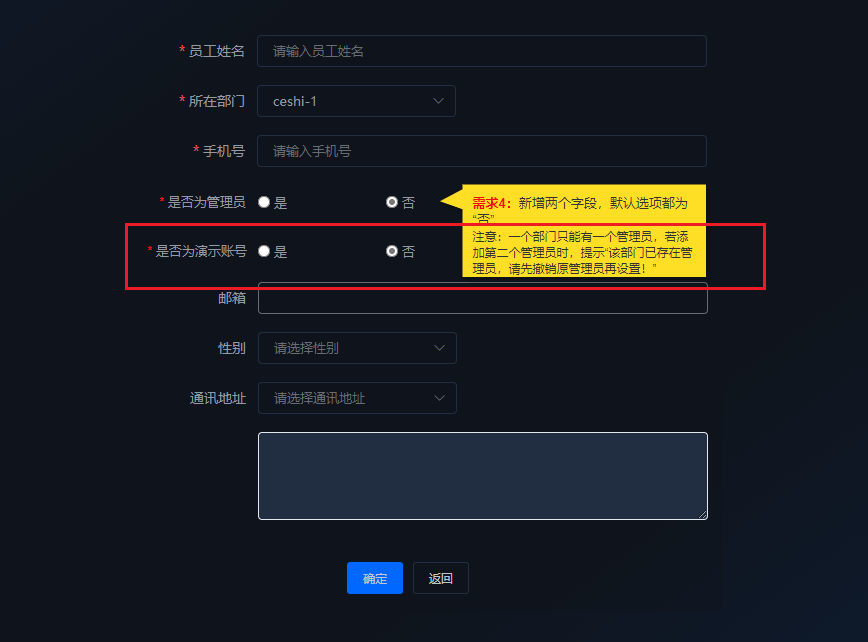 * 员工姓名 请输入员工姓名
* 所在部门 ceshi-1
* 手机号 请输入手机号
* 是否为管理员 是 否
需求4：新增两个字段，默认选项都为
“否”
注意：一个部门只能有一个管理员，若添
加第二个管理员时，提示“该部门已存在管
理员，请先撤销原管理员再设置！”
* 是否为演示账号 是 否
邮箱
性别 请选择性别
通讯地址 请选择通讯地址
确定 返回